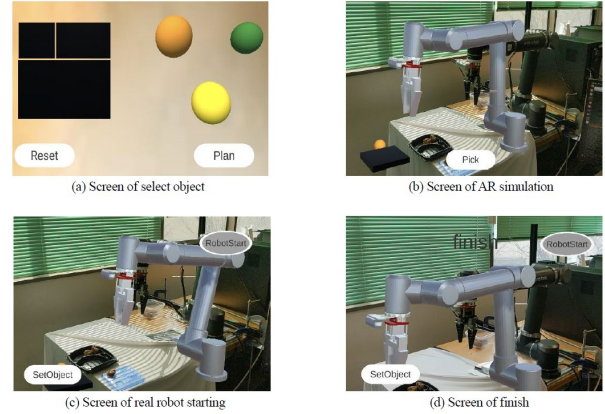 Reset
Plan
(a) Screen of select object
Pick
(b) Screen of AR simulation
RobotStart
SetObject
(c) Screen of real robot starting
finish
RobotStart
SetObject
(d) Screen of finish